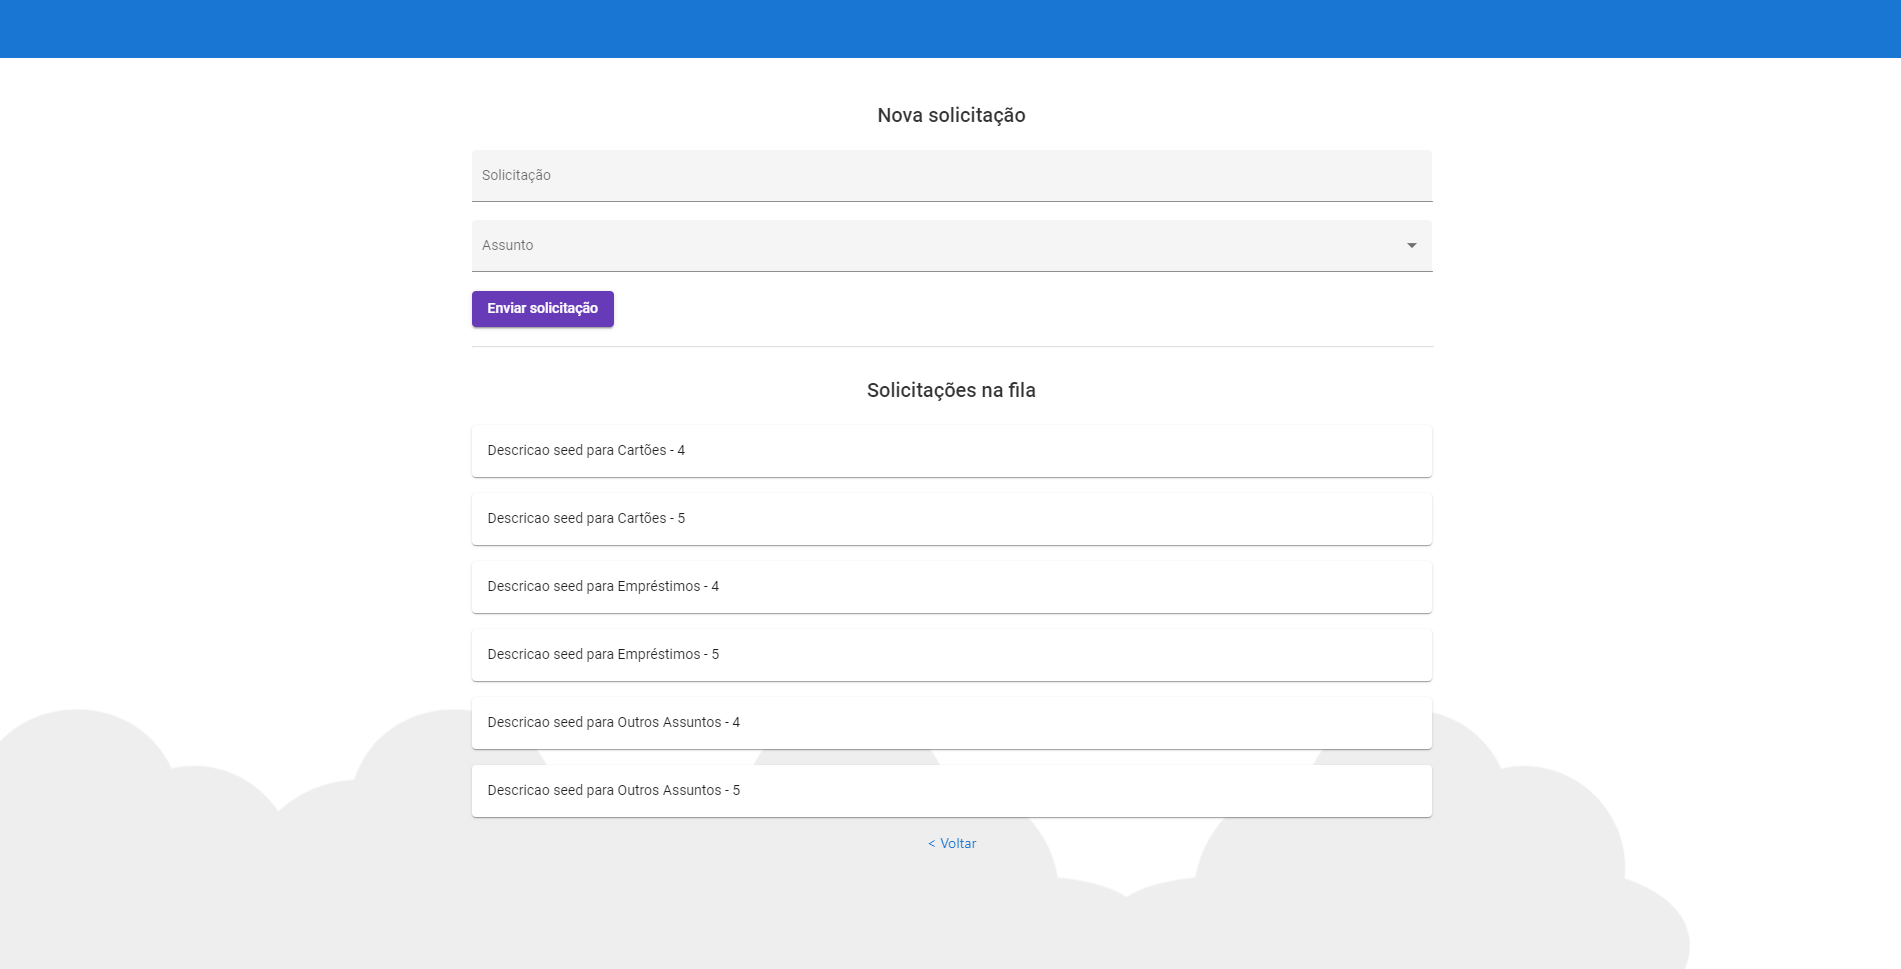 Nova solicitação
Solicitação
Assunto
Enviar solicitação
Solicitações na fila
Descricao seed para Cartões - 4
Descricao seed para Cartões - 5
Descricao seed para Empréstimos - 4
Descricao seed para Empréstimos - 5
Descricao seed para Outros Assuntos - 4
Descricao seed para Outros Assuntos - 5
< Voltar